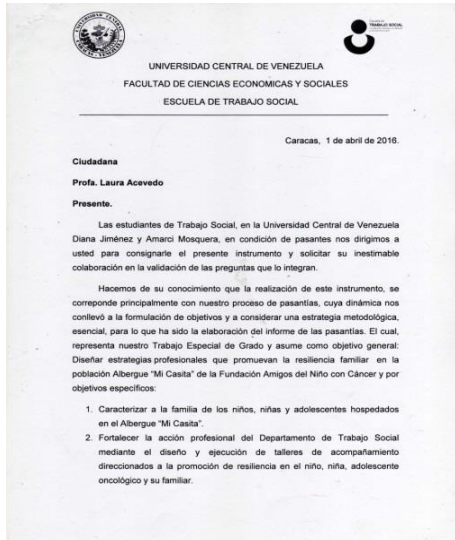 UNIVERSIDAD CENTRAL DE VENEZUELA
TRABAJO SOCIAL
UNIVERSIDAD CENTRAL DE VENEZUELA
FACULTAD DE CIENCIAS ECONOMICAS Y SOCIALES
ESCUELA DE TRABAJO SOCIAL
Caracas, 1 de abril de 2016.
Ciudadana
Profa. Laura Acevedo
Presente.
Las estudiantes de Trabajo Social, en la Universidad Central de Venezuela
Diana Jiménez y Amarci Mosquera, en condición de pasantes nos dirigimos a
usted para consignarle el presente instrumento y solicitar su inestimable
colaboración en la validación de las preguntas que lo integran.
Hacemos de su conocimiento que la realización de este instrumento, se
correponde principalmente con nuestro proceso de pasantías, cuya dinámica nos
conllevó a la formulación de objetivos y a considerar una estrategia metodológica,
esencial, para lo que ha sido la elaboración del informe de las pasantías. El cual,
representa nuestro Trabajo Especial de Grado y asume como objetivo general:
Diseñar estrategias profesionales que promuevan la resiliencia familiar en la
población Albergue "Mi Casita" de la Fundación Amigos del Niño con Cáncer y por
objetivos específicos:
1. Caracterizar a la familia de los niños, niñas y adolescentes hospedados
en el Albergue "Mi Casita".
2. Fortalecer la acción profesional del Departamento de Trabajo Social
mediante el diseño y ejecución de talleres de acompañamiento
direccionados a la promoción de resiliencia en el niño, niña, adolescente
oncológico y su familiar.